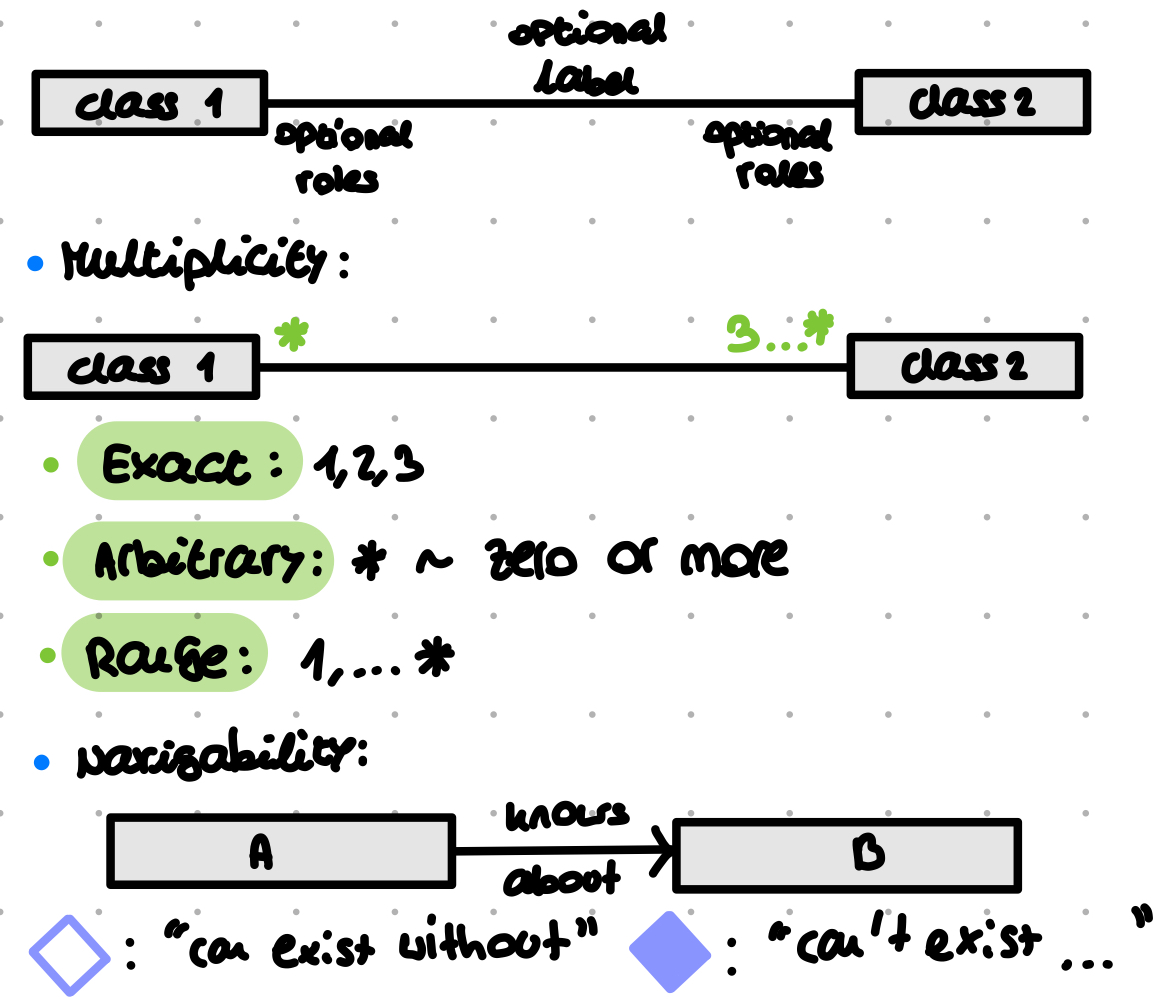 optional
label
class 1
class 2
optional
roles
optional
roles
• Multiplicity:
*
3...*
class 1
class 2
• Exact: 1,2,3
• Arbitrary: * ~ zero or more
• Range: 1,... *
• Navigability:
knows
A
B
about
: "can exist without"
: "can't exist ..."